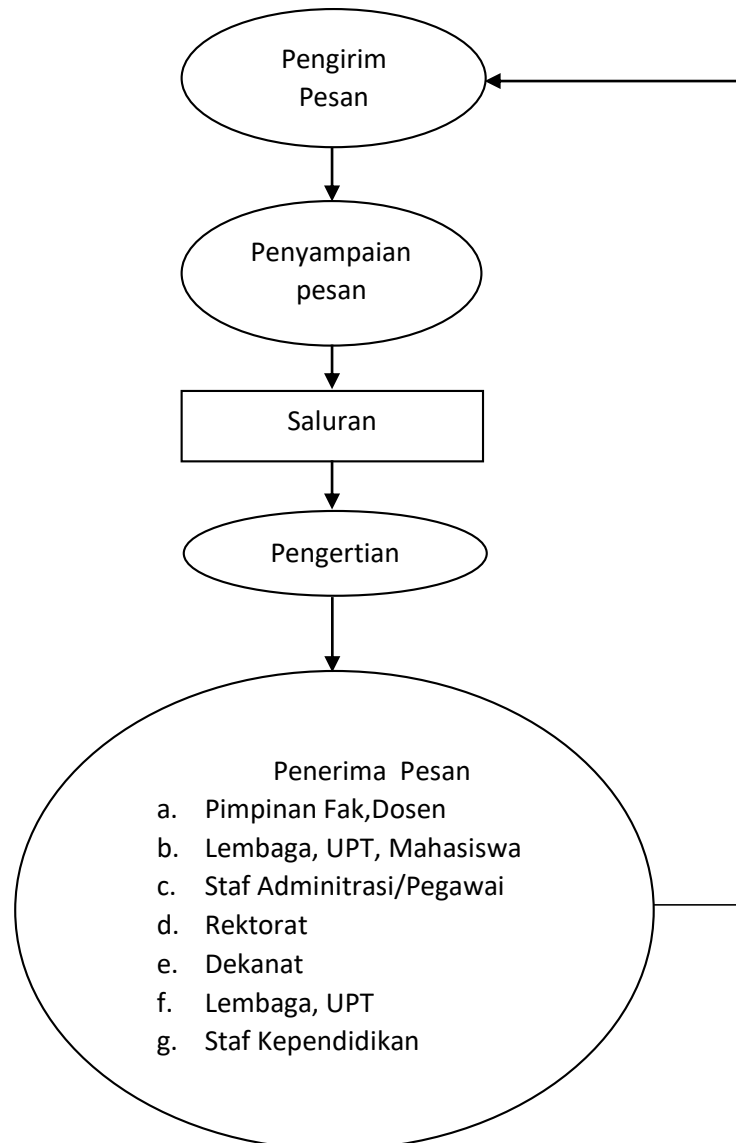 Pengirim
Pesan
Penyampaian
pesan
Saluran
Pengertian
Penerima Pesan
a. Pimpinan Fak,Dosen
b. Lembaga, UPT, Mahasiswa
c. Staf Adminitrasi/Pegawai
d. Rektorat
e. Dekanat
f. Lembaga, UPT
g. Staf Kependidikan